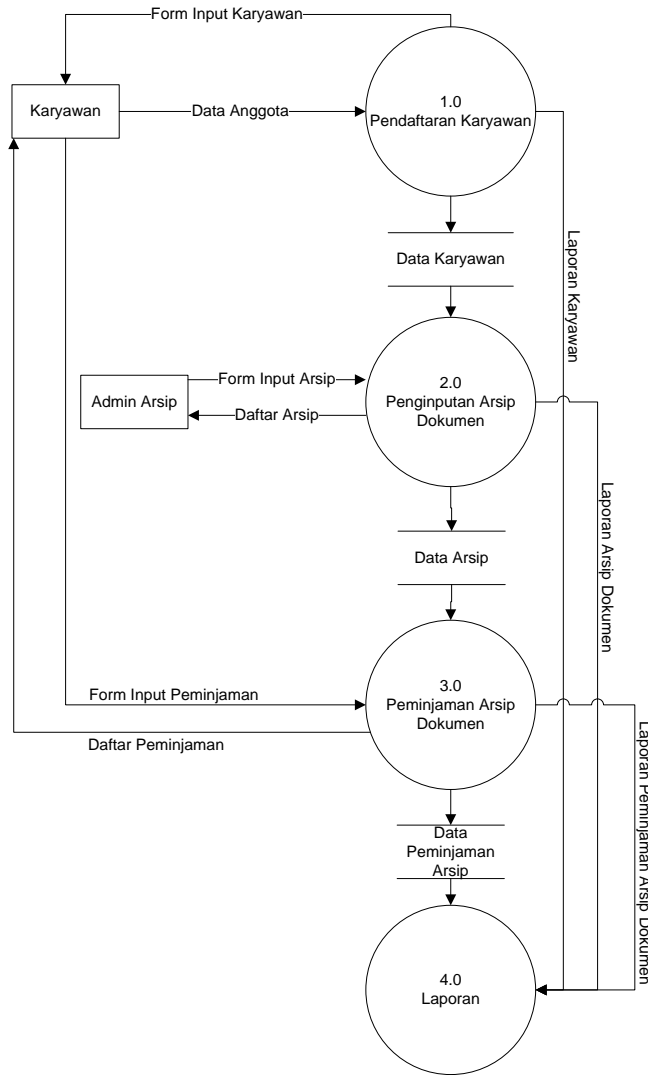 Form Input Karyawan
Karyawan
Data Anggota
1.0
Pendaftaran Karyawan
Laporan Karyawan
Data Karyawan
Admin Arsip
Form Input Arsip
Daftar Arsip
2.0
Penginputan Arsip
Dokumen
Laporan Arsip Dokumen
Data Arsip
Form Input Peminjaman
Daftar Peminjaman
3.0
Peminjaman Arsip
Dokumen
Laporan Peminjaman Arsip Dokumen
Data
Peminjaman
Arsip
4.0
Laporan